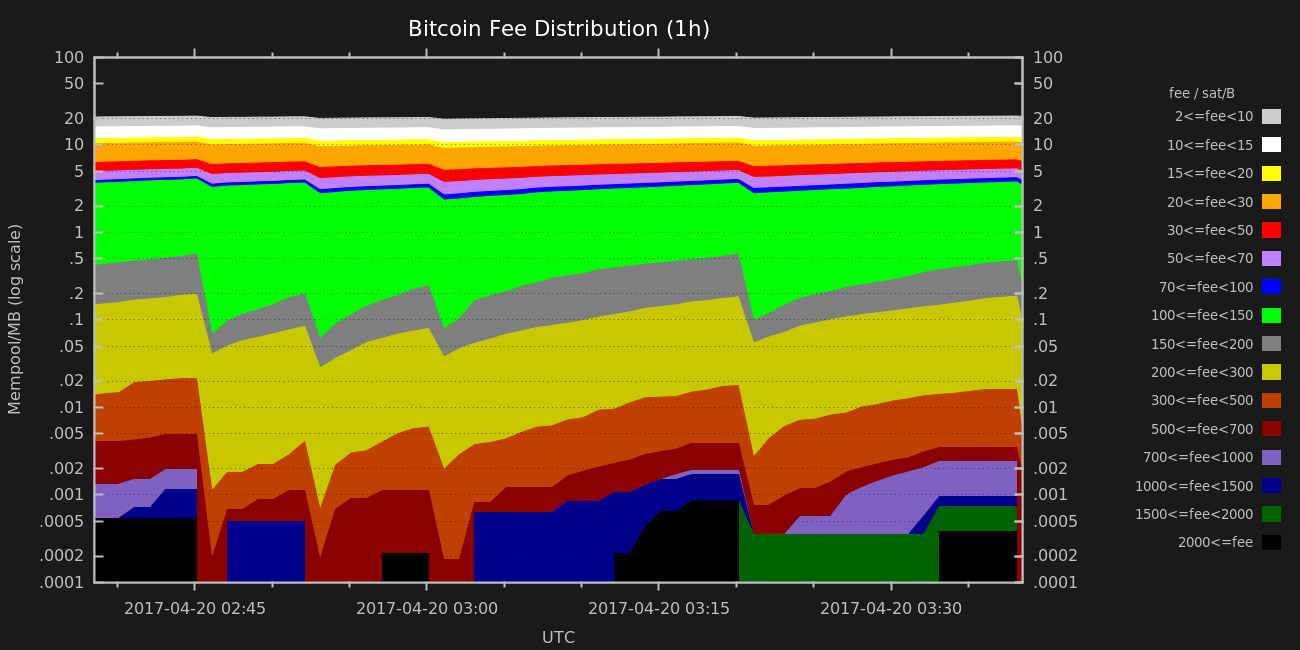 Bitcoin Fee Distribution (1h)
Mempool/MB (log scale)
100
50
20
10
5
2
1
.5
.2
.1
.05
.02
.01
.005
.002
.001
.0005
.0002
.0001
100
50
20
10
5
2
1
.5
.2
.1
.05
.02
.01
.005
.002
.001
.0005
.0002
.0001
2017-04-20 02:45 2017-04-20 03:00 2017-04-20 03:15 2017-04-20 03:30
UTC
fee / sat/B
2<=fee<10
10<=fee<15
15<=fee<20
20<=fee<30
30<=fee<50
50<=fee<70
70<=fee<100
100<=fee<150
150<=fee<200
200<=fee<300
300<=fee<500
500<=fee<700
700<=fee<1000
1000<=fee<1500
1500<=fee<2000
2000<=fee